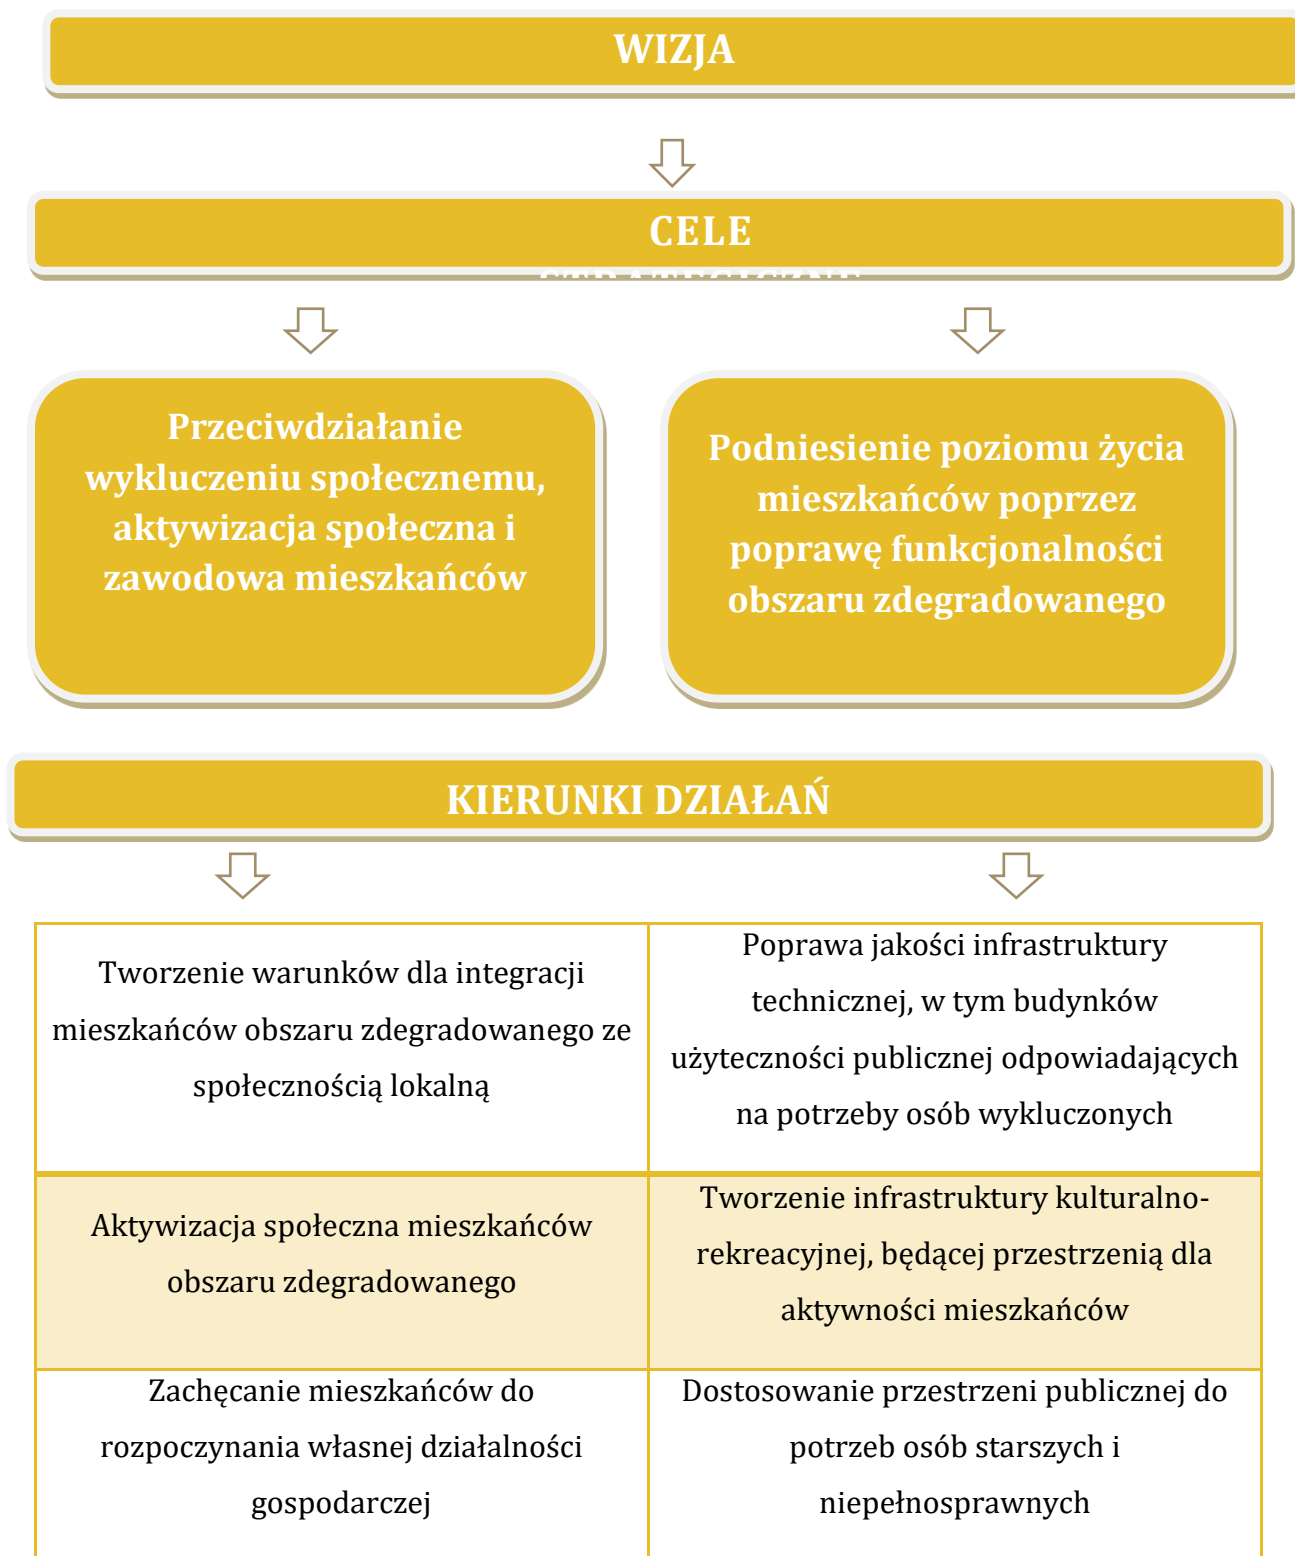 WIZJA
CELE
Przeciwdziałanie
wykluczeniu społecznemu,
aktywizacja społeczna i
zawodowa mieszkańców
Podniesienie poziomu życia
mieszkańców poprzez
poprawę funkcjonalności
obszaru zdegradowanego
KIERUNKI DZIAŁAŃ
Tworzenie warunków dla integracji
mieszkańców obszaru zdegradowanego ze
społecznością lokalną
Poprawa jakości infrastruktury
technicznej, w tym budynków
użyteczności publicznej odpowiadających
na potrzeby osób wykluczonych
Aktywizacja społeczna mieszkańców
obszaru zdegradowanego
Tworzenie infrastruktury kulturalno-
rekreacyjnej, będącej przestrzenią dla
aktywności mieszkańców
Zachęcanie mieszkańców do
rozpoczynania własnej działalności
gospodarczej
Dostosowanie przestrzeni publicznej do
potrzeb osób starszych i
niepełnosprawnych